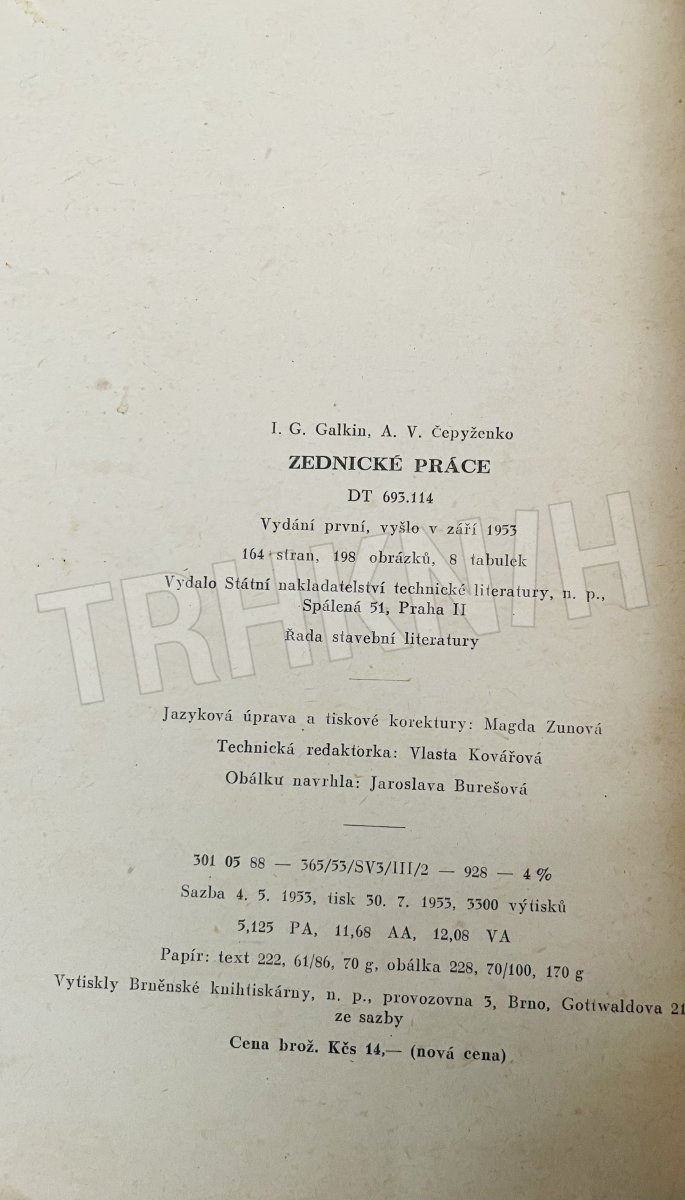 I. G. Galkin, A. V. Čepyženko
ZEDNICKÉ PRÁCE
DT 693.114
Vydání první, vyšlo v září 1953
164 stran, 198 obrázků, 8 tabulek
Vydalo Státní nakladatelství technické literatury, n. p.,
Spálená 51, Praha II
Řada stavební literatury
TRHKNIH
Jazyková úprava a tiskové korektury: Magda Zunová
Technická redaktorka: Vlasta Kovářová
Obálku navrhla: Jaroslava Burešová
301 05 88 — 365/53/SV3/III/2 — 928 — 4 %
Sazba 4. 5. 1953, tisk 30. 7. 1953, 3300 výtisků
5,125 PA, 11,68 AA, 12,08 VA
Papír: text 222, 61/86, 70 g, obálka 228, 70/100, 170 g
Vytiskly Brněnské knihtiskárny, n. p., provozovna 3, Brno, Gottwaldova 21
ze sazby
Cena brož. Kčs 14,— (nová cena)